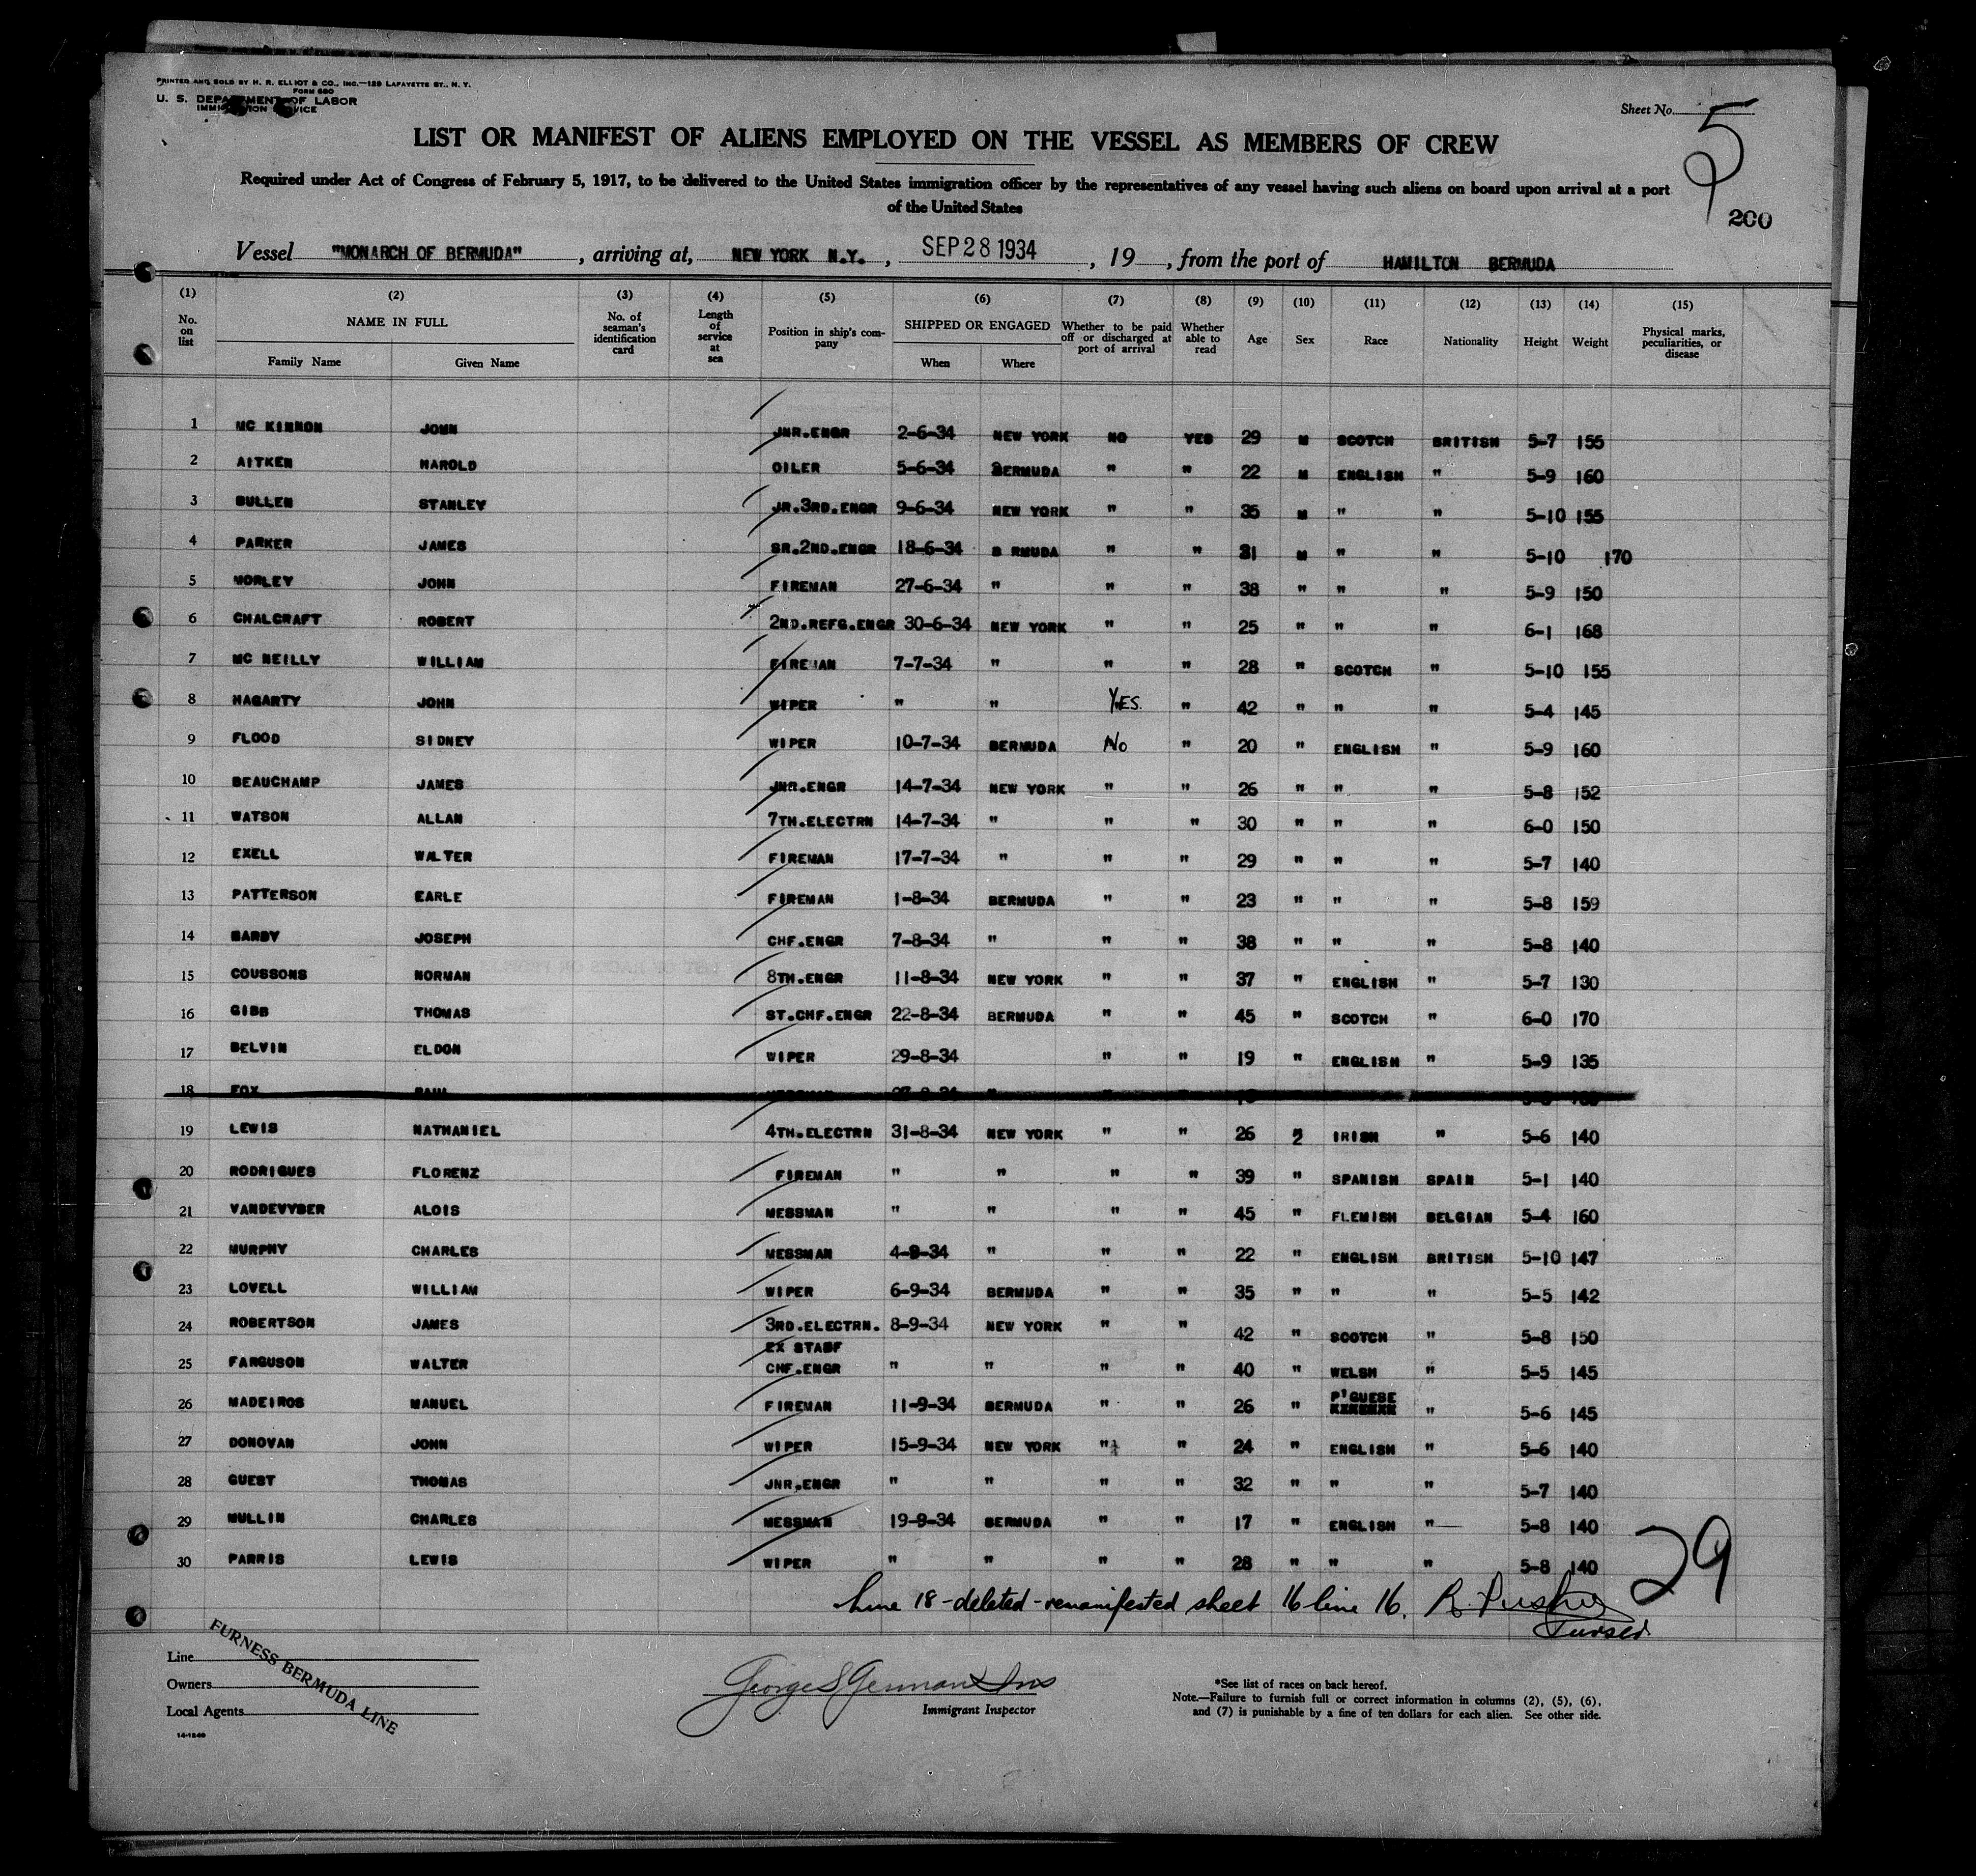 PRINTED AND SOLD BY H. R. ELLIOT & CO., INC.—129 LAFAYETTE ST., N. Y.
FORM 680
U. S. DEPARTMENT OF LABOR
IMMIGRATION SERVICE
Sheet No. 5
LIST OR MANIFEST OF ALIENS EMPLOYED ON THE VESSEL AS MEMBERS OF CREW
Required under Act of Congress of February 5, 1917, to be delivered to the United States immigration officer by the representatives of any vessel having such aliens on board upon arrival at a port
of the United States
200
Vessel "MONARCH OF BERMUDA" , arriving at, NEW YORK N.Y. , SEP 28 1934 , 19 , from the port of HAMILTON BERMUDA
(1) (2) (3) (4) (5) (6) (7) (8) (9) (10) (11) (12) (13) (14) (15)
No. on list NAME IN FULL Family Name Given Name No. of seaman's identification card Length of service at sea Position in ship's company SHIPPED OR ENGAGED When Where Whether to be paid off or discharged at port of arrival Whether able to read Age Sex Race Nationality Height Weight Physical marks, peculiarities, or disease
1 MC KINNON JOHN JNR.ENGR 2-6-34 NEW YORK NO YES 29 M SCOTCH BRITISH 5-7 155
2 AITKEN HAROLD OILER 5-6-34 BERMUDA " " 22 M ENGLISH " 5-9 160
3 BULLEN STANLEY JR.3RD.ENGR 9-6-34 NEW YORK " " 35 M " " 5-10 155
4 PARKER JAMES SR.2ND.ENGR 18-6-34 B RMUDA " " 31 M " " 5-10 170
5 MORLEY JOHN FIREMAN 27-6-34 " " " 38 " " " 5-9 150
6 CHALCRAFT ROBERT 2ND.REFG.ENGR 30-6-34 NEW YORK " " 25 " " " 6-1 168
7 MC NEILLY WILLIAM FIREMAN 7-7-34 " " " 28 " SCOTCH " 5-10 155
8 HAGARTY JOHN WIPER " " YES. " 42 " " " 5-4 145
9 FLOOD SIDNEY WIPER 10-7-34 BERMUDA No " 20 " ENGLISH " 5-9 160
10 BEAUCHAMP JAMES JNR.ENGR 14-7-34 NEW YORK " " 26 " " " 5-8 152
11 WATSON ALLAN 7TH.ELECTRN 14-7-34 " " " 30 " " " 6-0 150
12 EXELL WALTER FIREMAN 17-7-34 " " " 29 " " " 5-7 140
13 PATTERSON EARLE FIREMAN 1-8-34 BERMUDA " " 23 " " " 5-8 159
14 BARBY JOSEPH CHF.ENGR 7-8-34 " " " 38 " " " 5-8 140
15 COUSSONS NORMAN 8TH.ENGR 11-8-34 NEW YORK " " 37 " ENGLISH " 5-7 130
16 GIBB THOMAS ST.CHF.ENGR 22-8-34 BERMUDA " " 45 " SCOTCH " 6-0 170
17 BELVIN ELDON WIPER 29-8-34 " " 19 " ENGLISH " 5-9 135
18 FOX PAUL MESSMAN "
19 LEWIS NATHANIEL 4TH.ELECTRN 31-8-34 NEW YORK " " 26 " IRISH " 5-6 140
20 RODRIGUES FLORENZ FIREMAN " " " " 39 " SPANISH SPAIN 5-1 140
21 VANDEVYBER ALOIS MESSMAN " " " " 45 " FLEMISH BELGIAN 5-4 160
22 MURPHY CHARLES MESSMAN 4-9-34 " " " 22 " ENGLISH BRITISH 5-10 147
23 LOVELL WILLIAM WIPER 6-9-34 BERMUDA " " 35 " " " 5-5 142
24 ROBERTSON JAMES 3RD.ELECTRN. 8-9-34 NEW YORK " " 42 " SCOTCH " 5-8 150
EX STAFF
25 FARGUSON WALTER CHF.ENGR " " " " 40 " WELSH " 5-5 145
26 MADEIROS MANUEL FIREMAN 11-9-34 BERMUDA " " 26 " P'GUESE " 5-6 145
27 DONOVAN JOHN WIPER 15-9-34 NEW YORK " " 24 " ENGLISH " 5-6 140
28 GUEST THOMAS JNR.ENGR " " " " 32 " " " 5-7 140
29 MULLIN CHARLES MESSMAN 19-9-34 BERMUDA " " 17 " ENGLISH " 5-8 140
30 PARRIS LEWIS WIPER " " " " 28 " " " 5-8 140
29
Line 18 - deleted - remanifested sheet 16 line 16.
Purser
Line
Owners
Local Agents
FURNESS BERMUDA LINE
14-1240
George S German Ins
Immigrant Inspector
*See list of races on back hereof.
Note.—Failure to furnish full or correct information in columns (2), (5), (6),
and (7) is punishable by a fine of ten dollars for each alien. See other side.